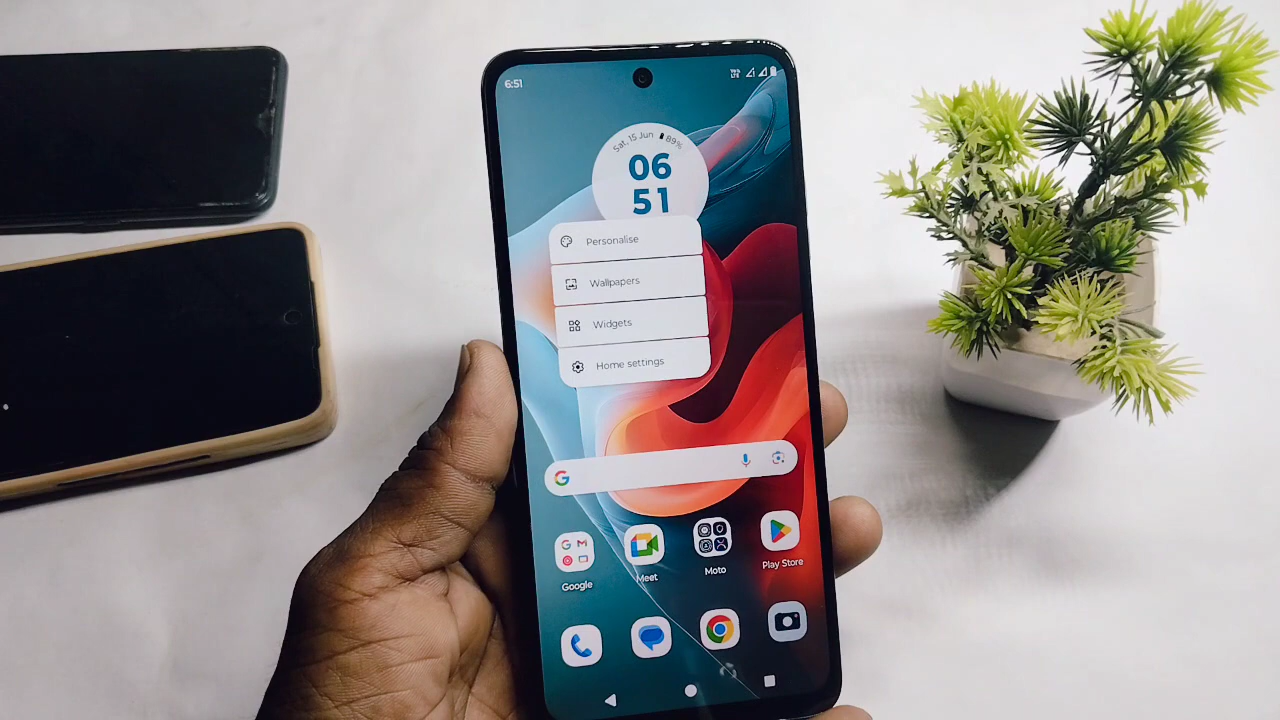 6:51
Sat, 15 Jun 89%
06
51
Personalise
Wallpapers
Widgets
Home settings
Google
Meet
Moto
Play Store